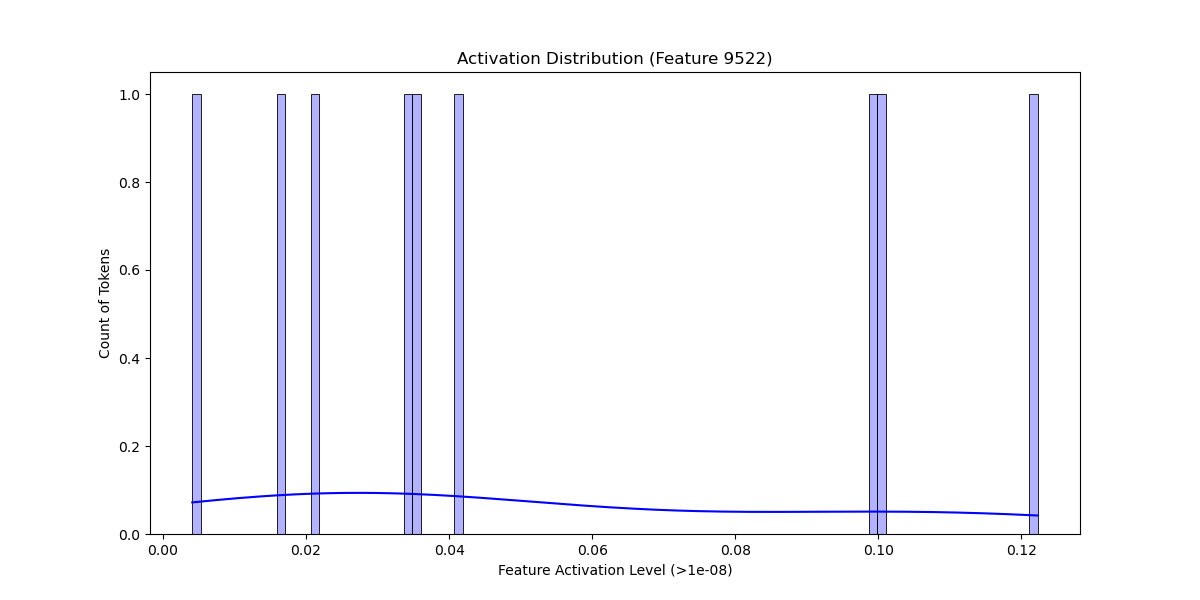 Activation Distribution (Feature 9522)
1.0
0.8
0.6
0.4
0.2
0.0
Count of Tokens
0.00 0.02 0.04 0.06 0.08 0.10 0.12
Feature Activation Level (>1e-08)